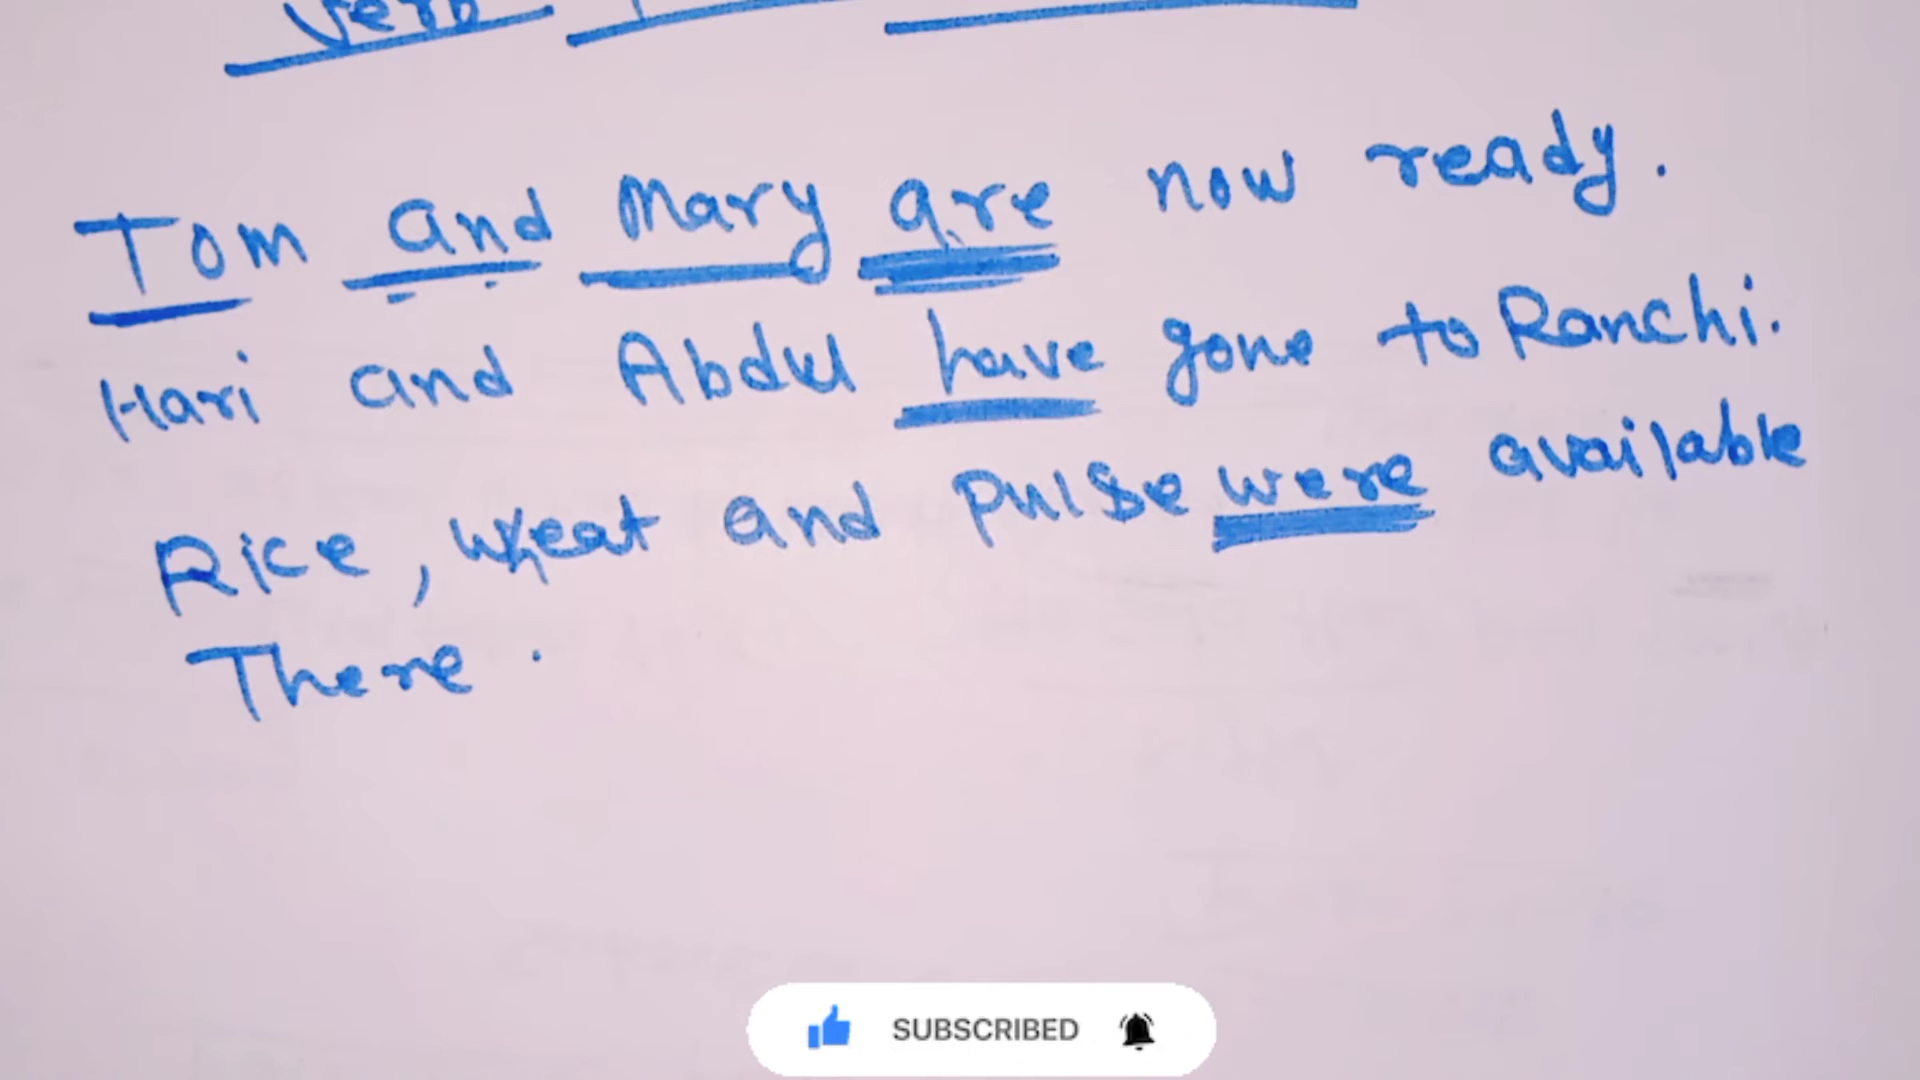 Verb
Tom and Mary are now ready.
Hari and Abdul have gone to Ranchi.
Rice, wheat and Pulse were available
There.
SUBSCRIBED